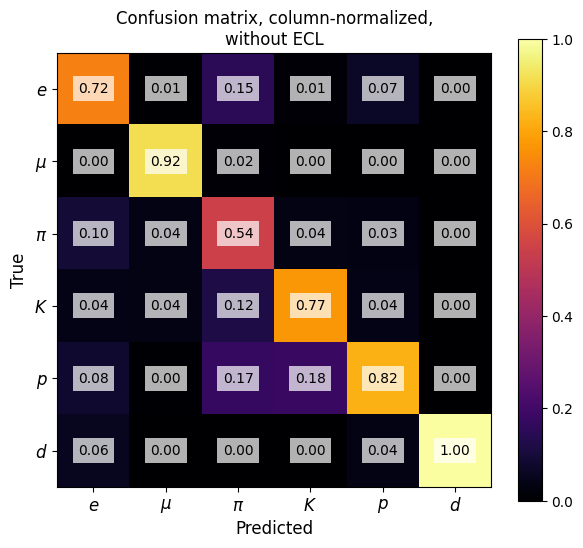 Confusion matrix, column-normalized,
without ECL
True
e 0.72 0.01 0.15 0.01 0.07 0.00
μ 0.00 0.92 0.02 0.00 0.00 0.00
π 0.10 0.04 0.54 0.04 0.03 0.00
K 0.04 0.04 0.12 0.77 0.04 0.00
p 0.08 0.00 0.17 0.18 0.82 0.00
d 0.06 0.00 0.00 0.00 0.04 1.00
e μ π K p d
Predicted
1.0
0.8
0.6
0.4
0.2
0.0